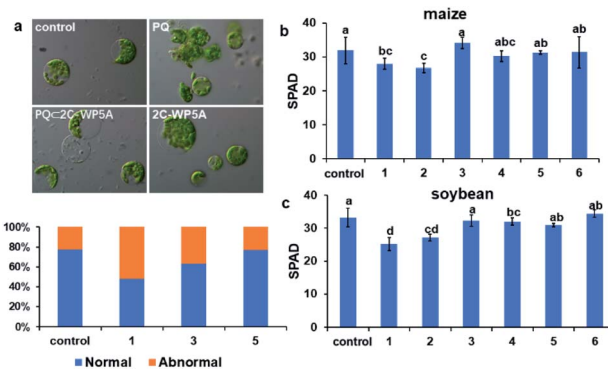 a
control
PQ
PQ⊂2C-WP5A
2C-WP5A
100%
80%
60%
40%
20%
0%
control 1 3 5
Normal Abnormal
b
maize
SPAD
40
30
20
10
0
a bc c a abc ab ab
control 1 2 3 4 5 6
c
soybean
SPAD
40
30
20
10
0
a d cd a bc ab ab
control 1 2 3 4 5 6